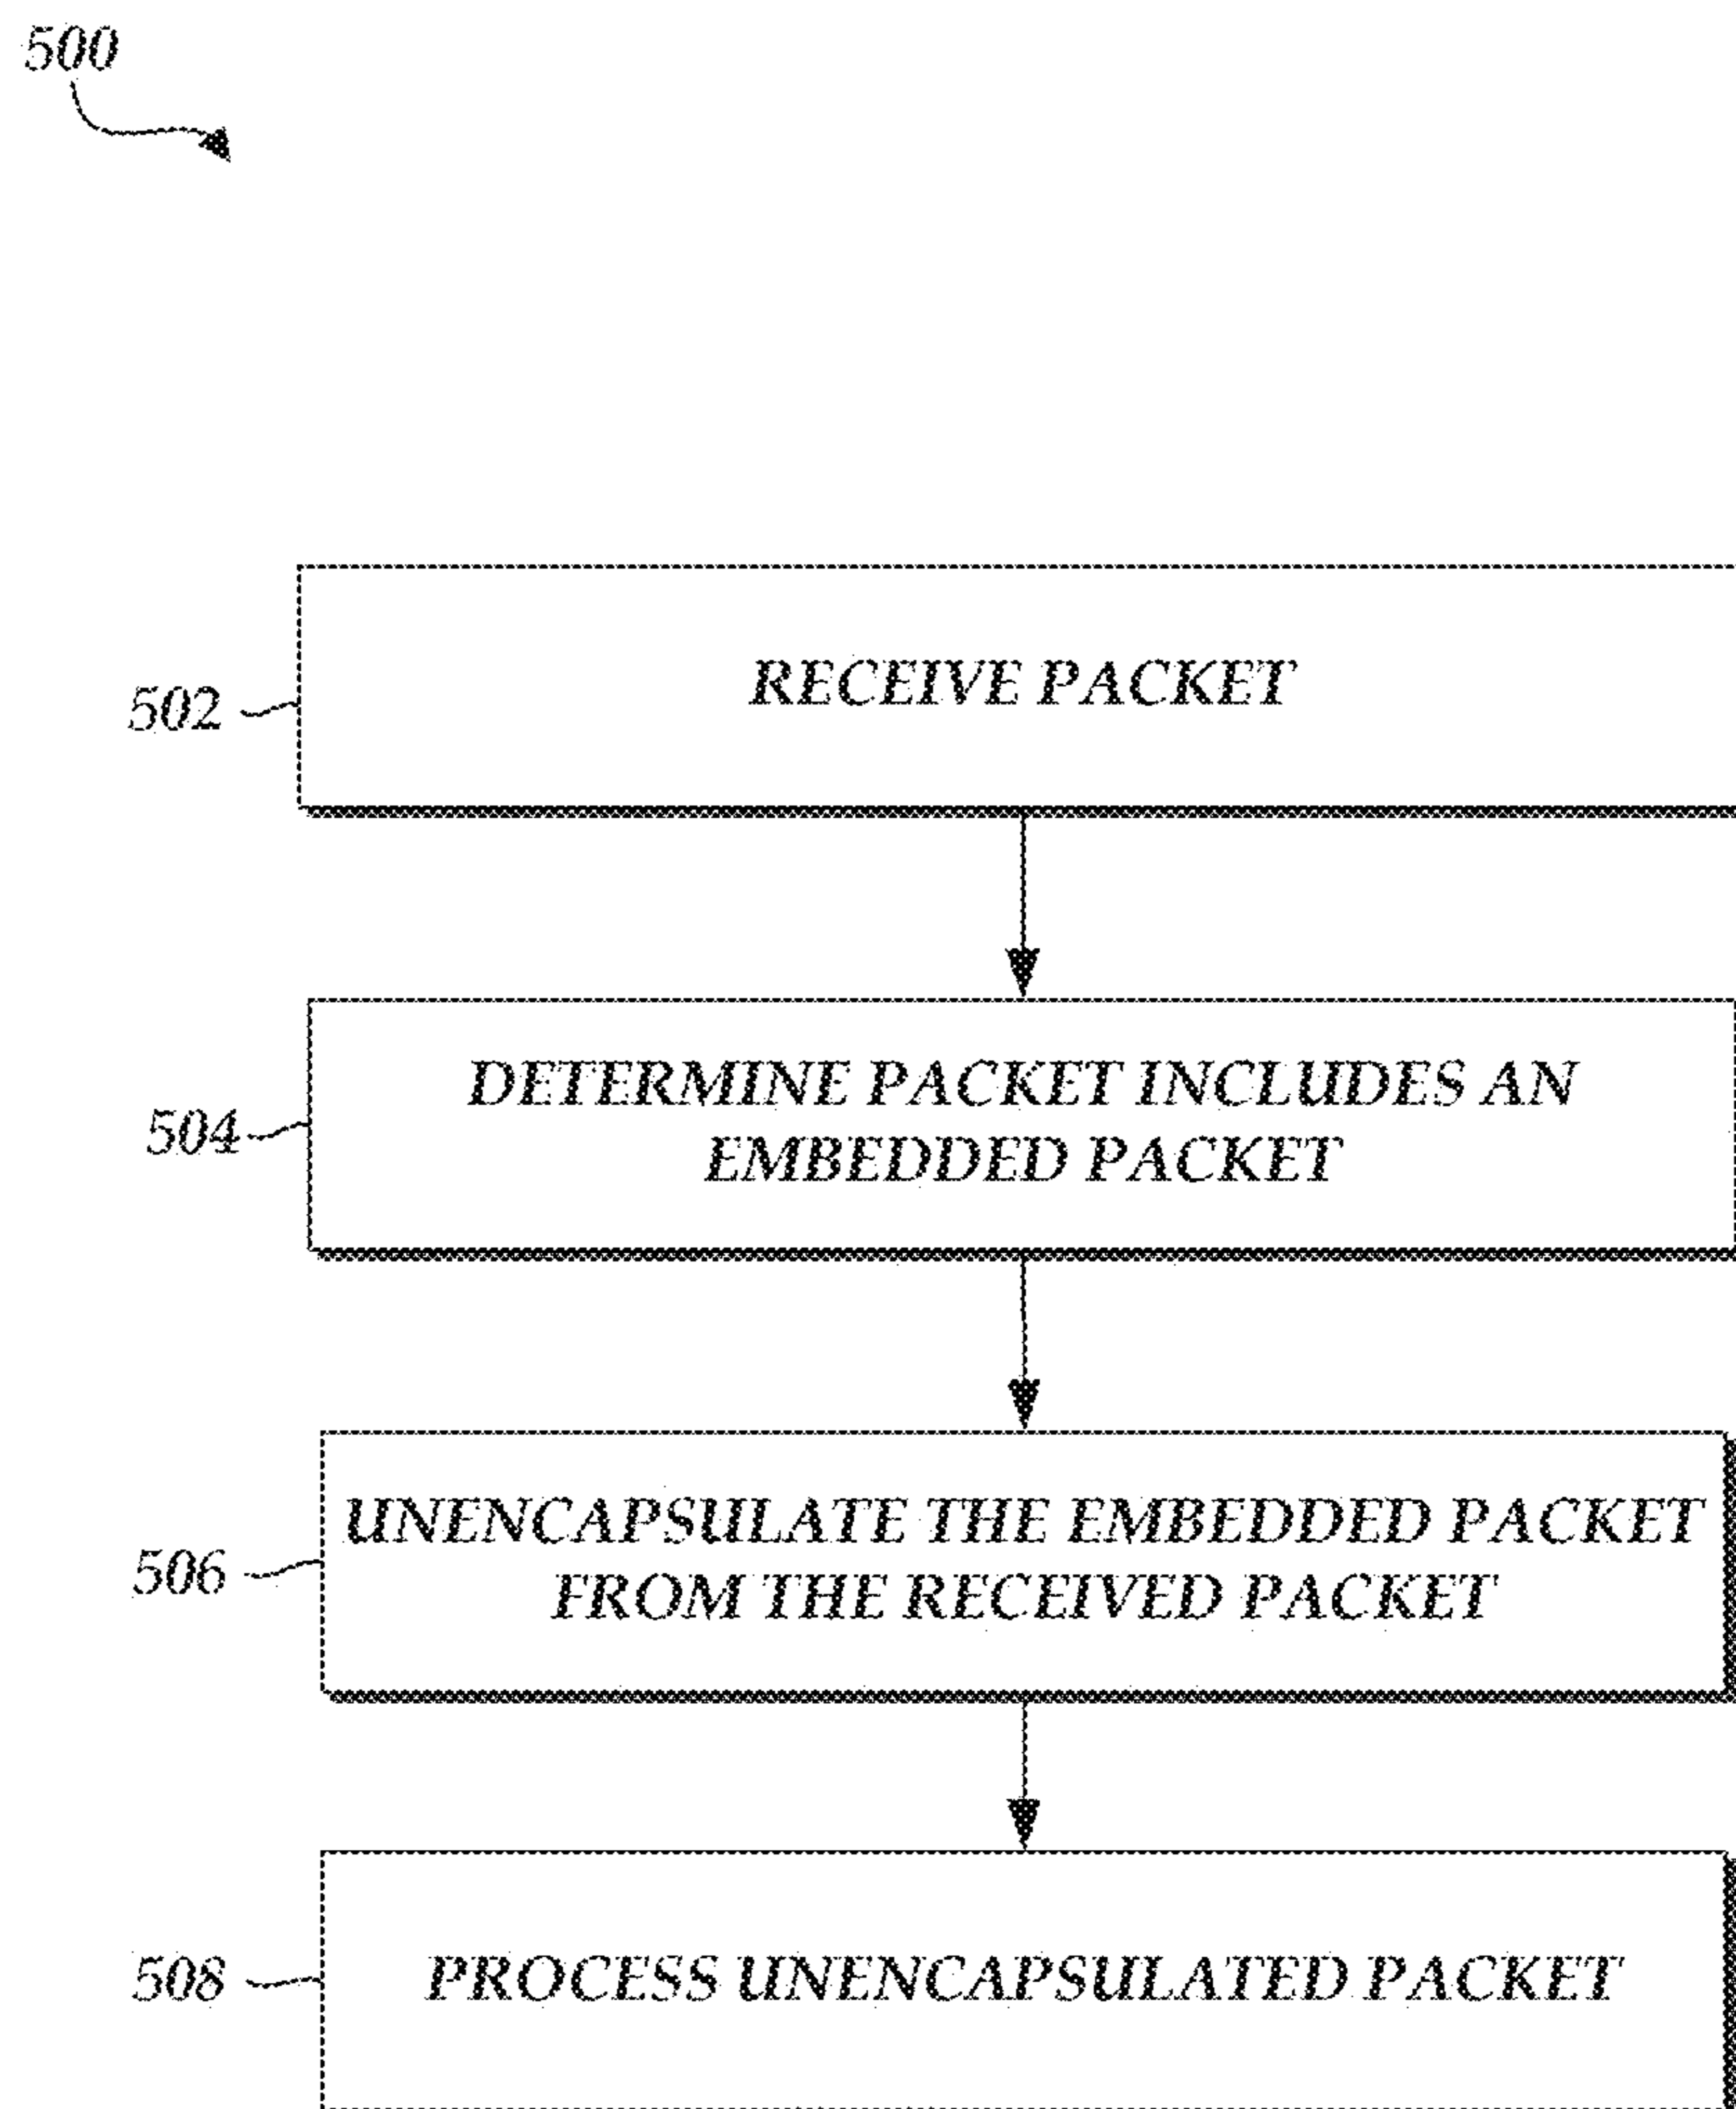 500
502
RECEIVE PACKET
504
DETERMINE PACKET INCLUDES AN
EMBEDDED PACKET
506
UNENCAPSULATE THE EMBEDDED PACKET
FROM THE RECEIVED PACKET
508
PROCESS UNENCAPSULATED PACKET